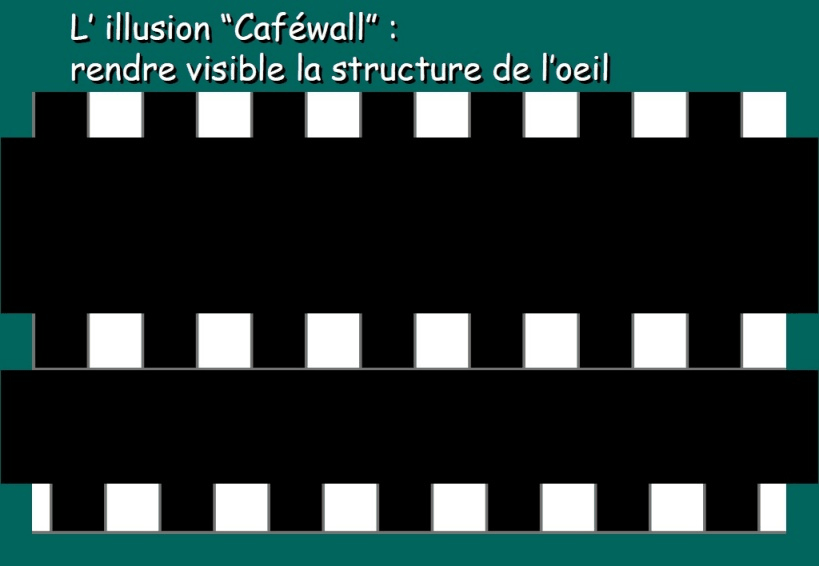 L’ illusion “Caféwall” :
rendre visible la structure de l’oeil